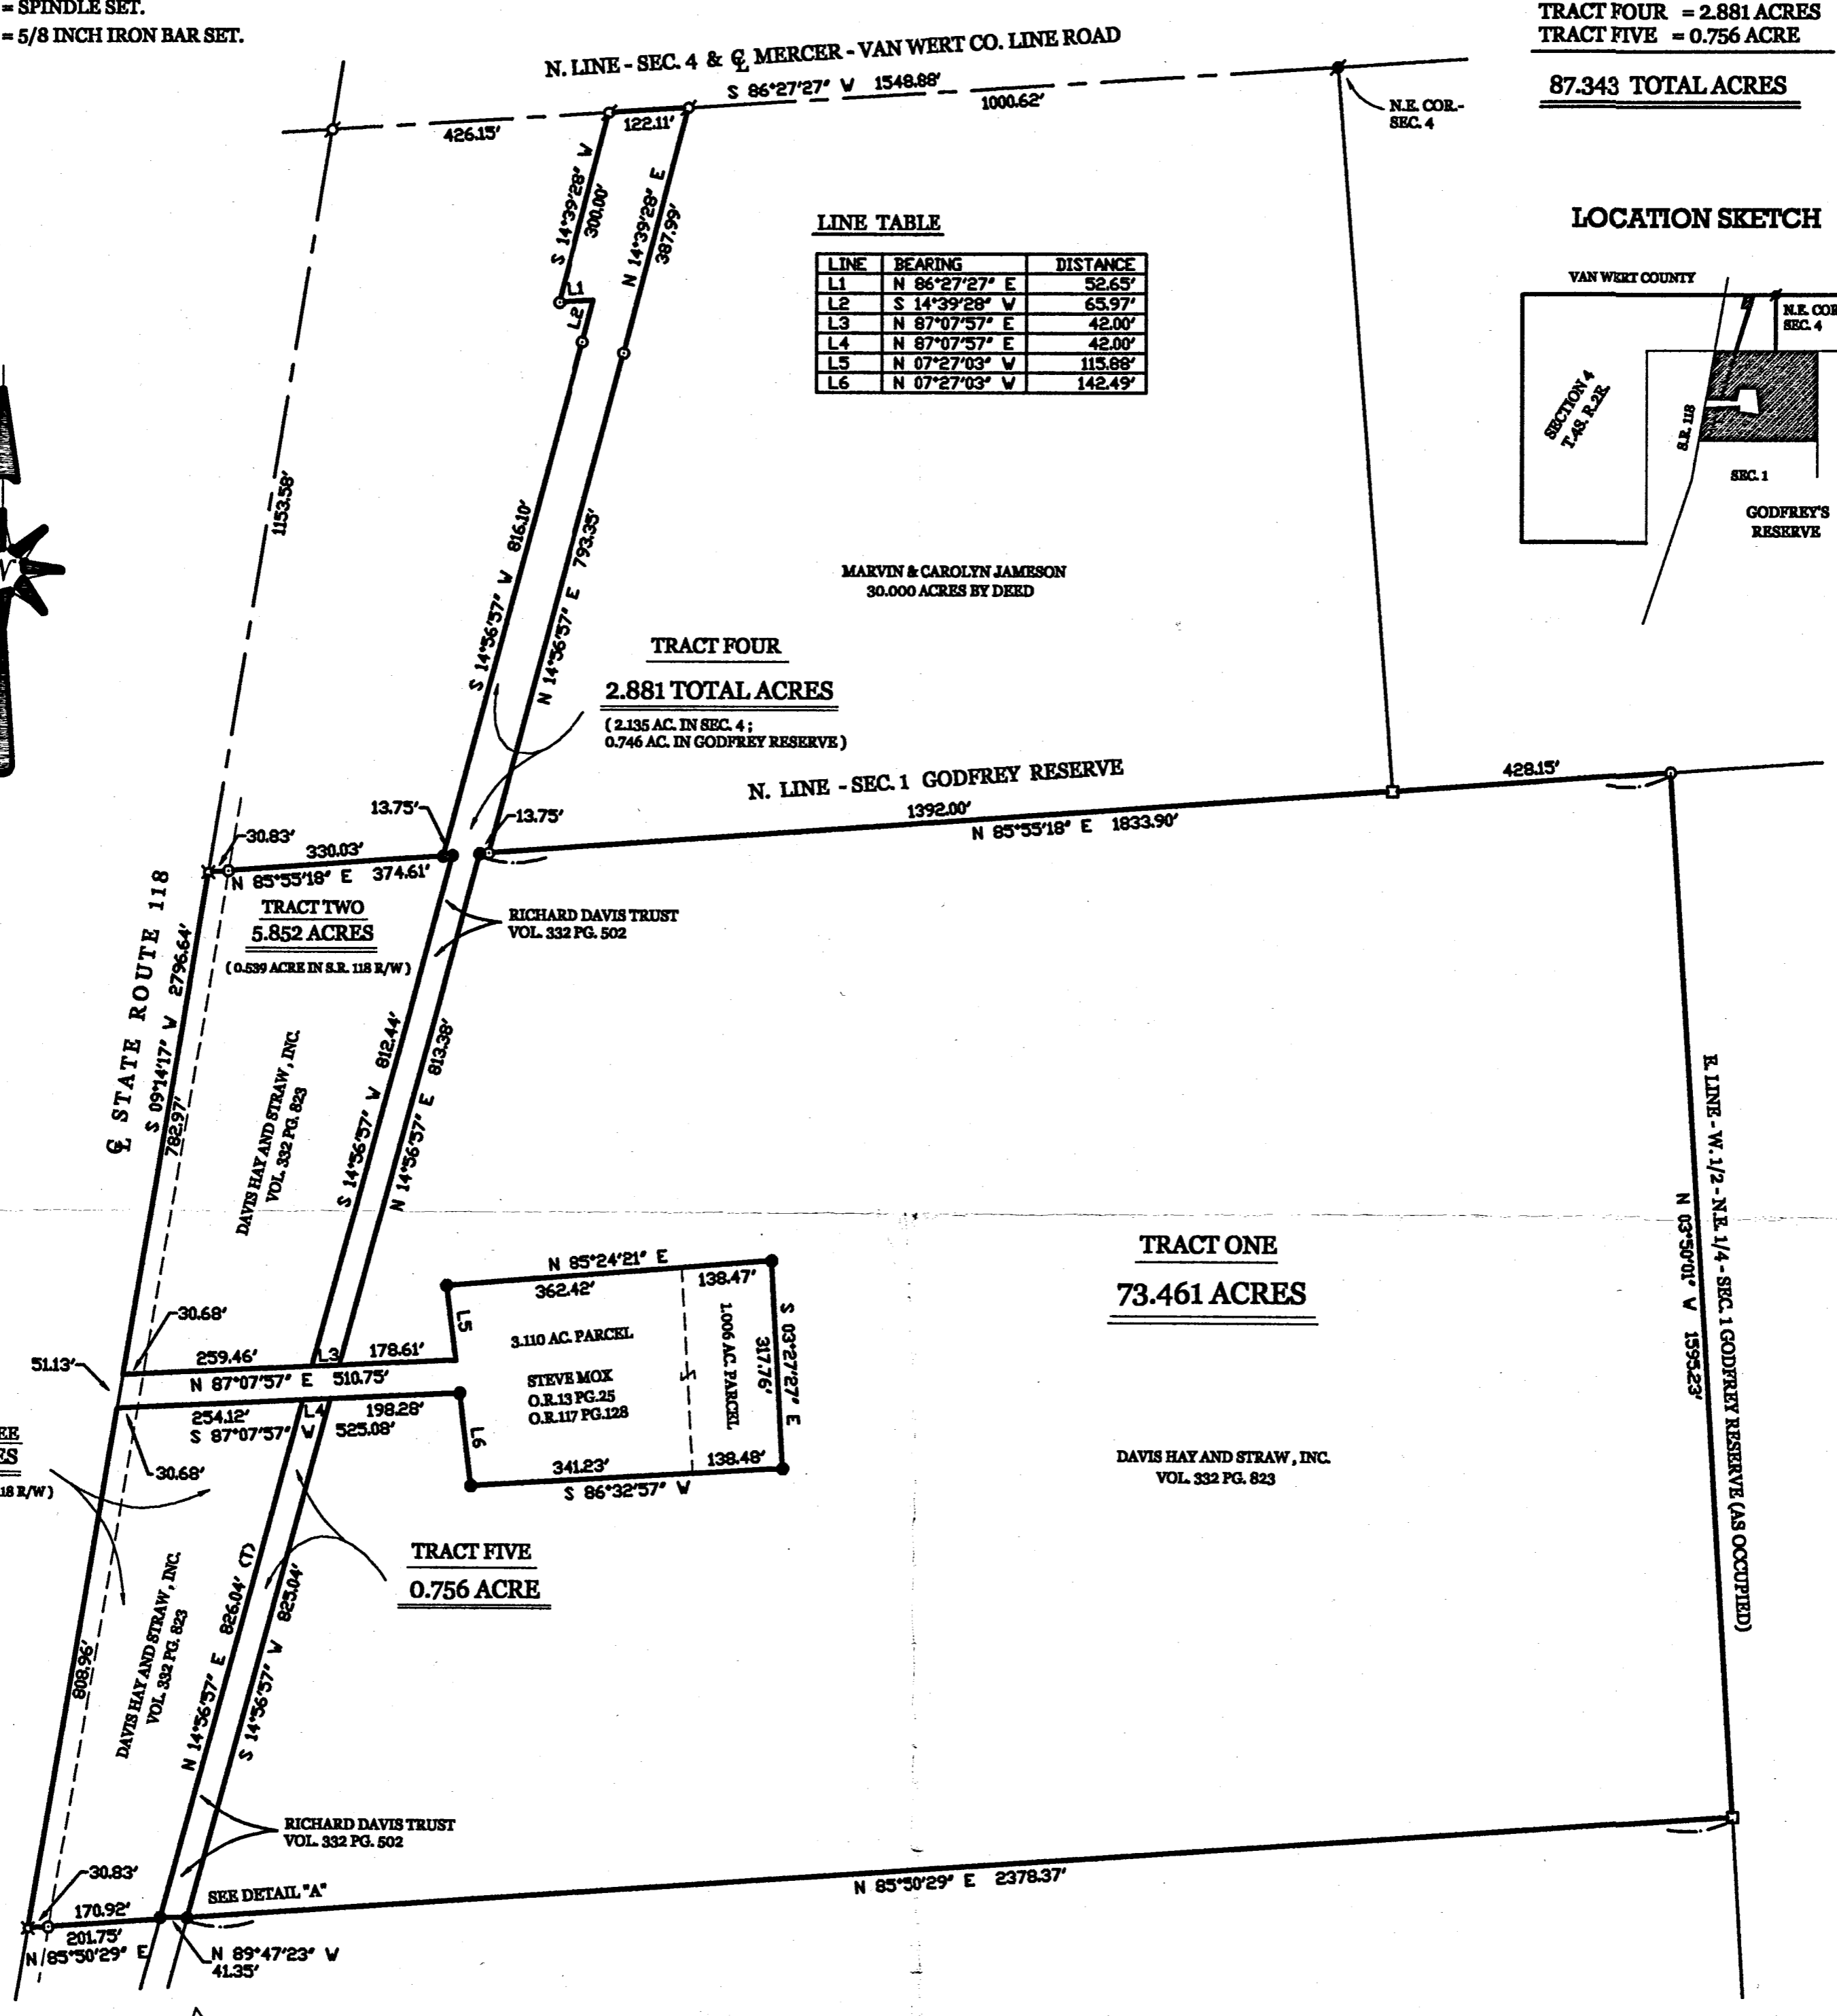 = SPINDLE SET.
= 5/8 INCH IRON BAR SET.
TRACT FOUR = 2.881 ACRES
TRACT FIVE = 0.756 ACRE
87.343 TOTAL ACRES
N. LINE - SEC. 4 & ℄ MERCER - VAN WERT CO. LINE ROAD
S 86°27'27" W 1548.88'
426.15'
122.11'
1000.62'
N.E. COR.-
SEC. 4
S 14°39'28" W
300.00'
N 14°39'28" E
387.99'
L1
L2
LINE TABLE
LINE BEARING DISTANCE
L1 N 86°27'27" E 52.65'
L2 S 14°39'28" W 65.97'
L3 N 87°07'57" E 42.00'
L4 N 87°07'57" E 42.00'
L5 N 07°27'03" W 115.88'
L6 N 07°27'03" W 142.49'
LOCATION SKETCH
VAN WERT COUNTY
N.E. COR
SEC. 4
SECTION 4
T.4S. R.2E.
S.R. 118
SEC. 1
GODFREY'S
RESERVE
1153.58'
S 14°56'57" W 816.10'
N 14°56'57" E 793.35'
MARVIN & CAROLYN JAMESON
30.000 ACRES BY DEED
TRACT FOUR
2.881 TOTAL ACRES
( 2.135 AC. IN SEC. 4 ;
0.746 AC. IN GODFREY RESERVE )
N. LINE - SEC. 1 GODFREY RESERVE
1392.00'
N 85°55'18" E 1833.90'
428.15'
13.75'
13.75'
30.83'
330.03'
N 85°55'18" E 374.61'
TRACT TWO
5.852 ACRES
( 0.539 ACRE IN S.R. 118 R/W )
RICHARD DAVIS TRUST
VOL. 332 PG. 502
℄ STATE ROUTE 118
S 09°14'17" W 2796.64'
782.97'
DAVIS HAY AND STRAW, INC.
VOL. 332 PG. 823
S 14°56'57" W 812.44'
N 14°56'57" E 813.38'
E. LINE - W. 1/2 - N.E. 1/4 - SEC. 1 GODFREY RESERVE (AS OCCUPIED)
N 03°50'01" W 1595.23'
TRACT ONE
73.461 ACRES
DAVIS HAY AND STRAW, INC.
VOL. 332 PG. 823
N 85°24'21" E
362.42'
138.47'
L5
3.110 AC. PARCEL
1.006 AC. PARCEL
S 03°27'27" E
317.76'
STEVE MOX
O.R.13 PG.25
O.R.117 PG.128
L6
341.23'
138.48'
S 86°32'57" W
30.68'
51.13'
259.46'
L3
178.61'
N 87°07'57" E 510.75'
254.12'
L4
198.28'
S 87°07'57" W 525.08'
30.68'
EE
ES
18 R/W )
TRACT FIVE
0.756 ACRE
808.96'
DAVIS HAY AND STRAW, INC.
VOL. 332 PG. 823
N 14°56'57" E 826.04' (T)
S 14°56'57" W 825.04'
RICHARD DAVIS TRUST
VOL. 332 PG. 502
30.83'
SEE DETAIL "A"
170.92'
201.75'
N 85°50'29" E
N 89°47'23" W
41.35'
N 85°50'29" E 2378.37'